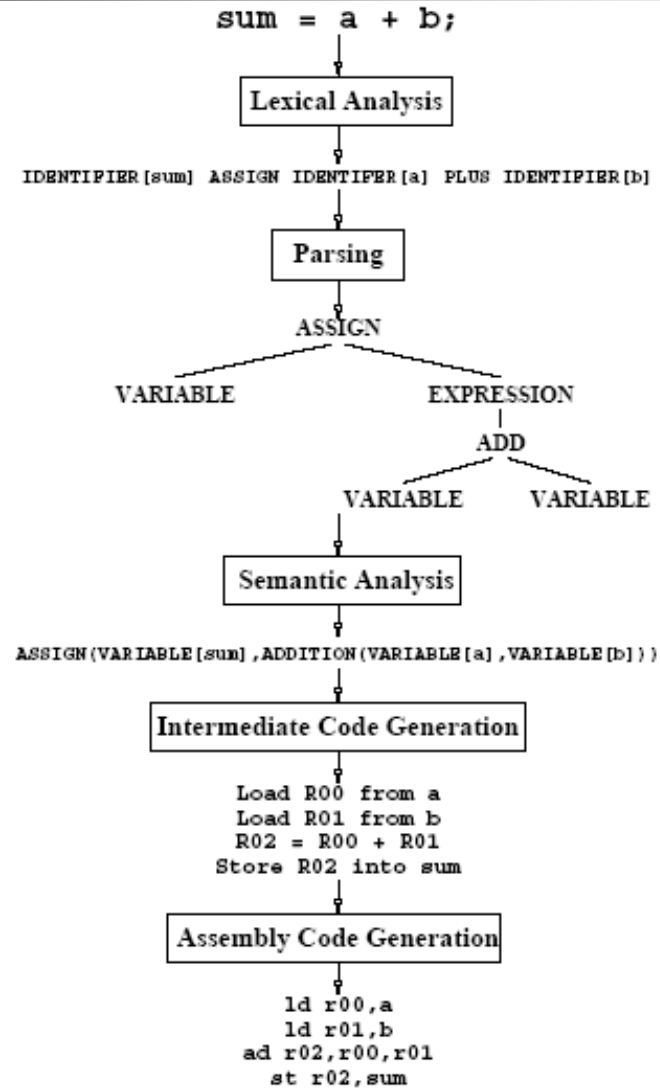 sum = a + b;
Lexical Analysis
IDENTIFIER[sum] ASSIGN IDENTIFER[a] PLUS IDENTIFIER[b]
Parsing
ASSIGN
VARIABLE EXPRESSION
ADD
VARIABLE VARIABLE
Semantic Analysis
ASSIGN(VARIABLE[sum],ADDITION(VARIABLE[a],VARIABLE[b]))
Intermediate Code Generation
Load R00 from a
Load R01 from b
R02 = R00 + R01
Store R02 into sum
Assembly Code Generation
ld r00,a
ld r01,b
ad r02,r00,r01
st r02,sum